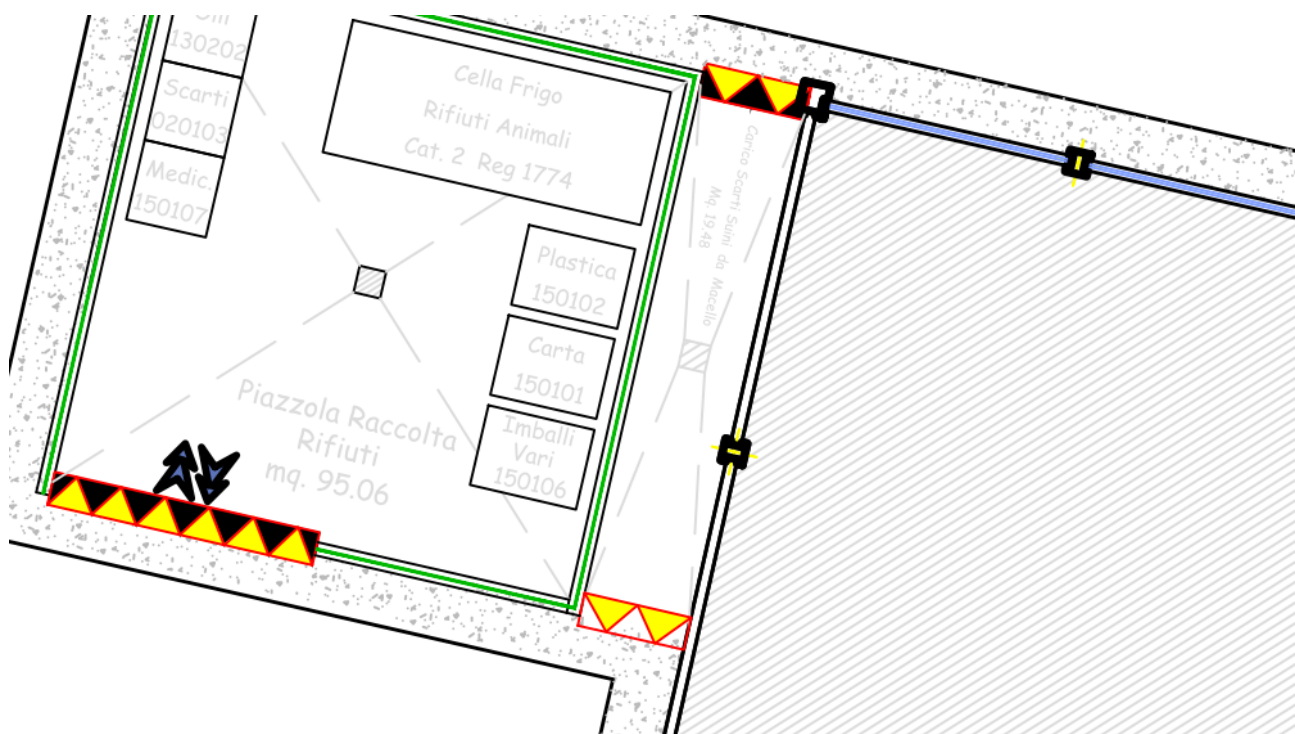 130202
Scarti
020103
Medic.
150107
Cella Frigo
Rifiuti Animali
Cat. 2 Reg 1774
Plastica
150102
Carta
150101
Imballi
Vari
150106
Piazzola Raccolta
Rifiuti
mq. 95.06
Carico Scarti Suini da Macello
Mq 19.48